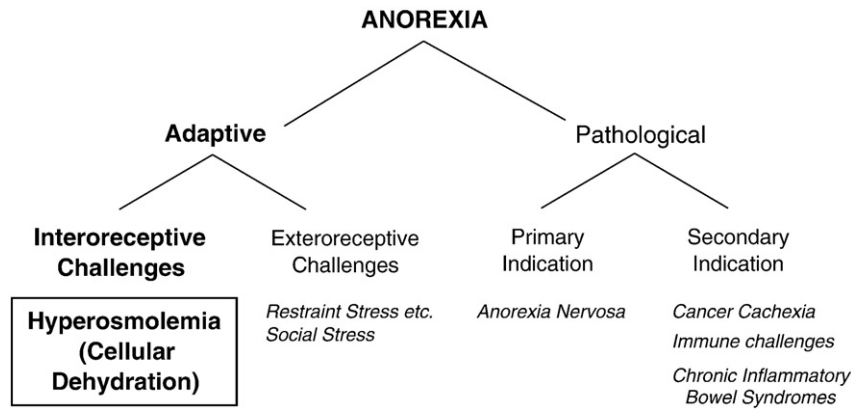 ANOREXIA
Adaptive
Pathological
Interoreceptive
Challenges
Exteroreceptive
Challenges
Primary
Indication
Secondary
Indication
Hyperosmolemia
(Cellular
Dehydration)
Restraint Stress etc.
Social Stress
Anorexia Nervosa
Cancer Cachexia
Immune challenges
Chronic Inflammatory
Bowel Syndromes